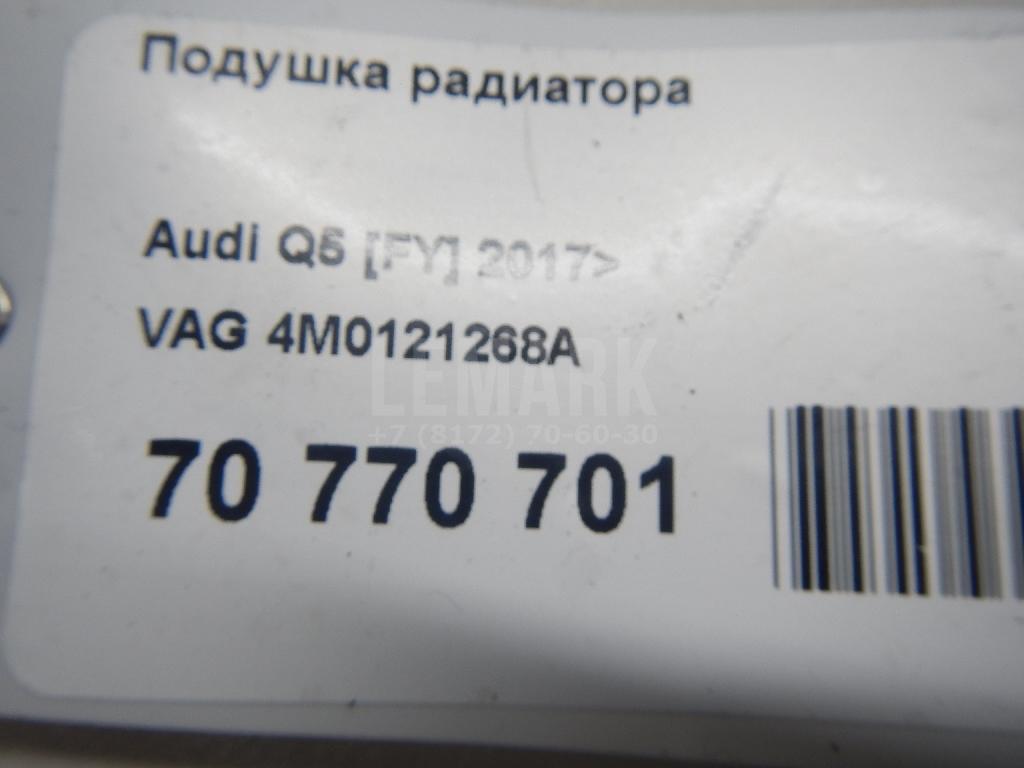 Подушка радиатора
Audi Q5 [FY] 2017>
VAG 4M0121268A
LEMARK
+7 (8172) 70-60-30
70 770 701